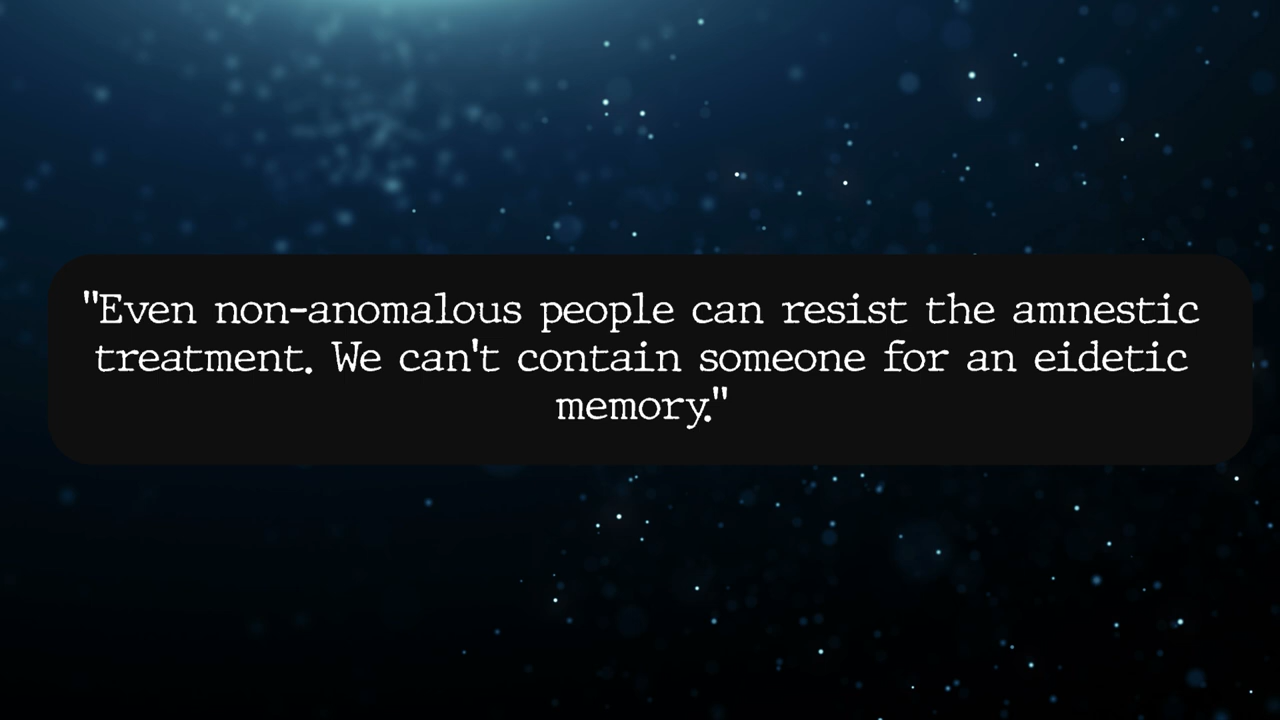 "Even non-anomalous people can resist the amnestic
treatment. We can't contain someone for an eidetic
memory."